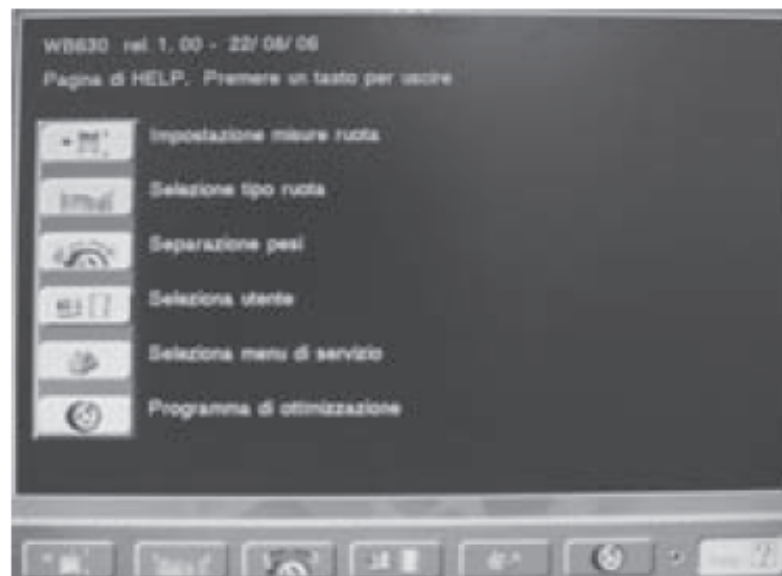 WB630 rel. 1.00 - 22/08/06
Pagina di HELP. Premere un tasto per uscire
Impostazione misure ruota
Selezione tipo ruota
Separazione pesi
Seleziona utente
Seleziona menu di servizio
Programma di ottimizzazione